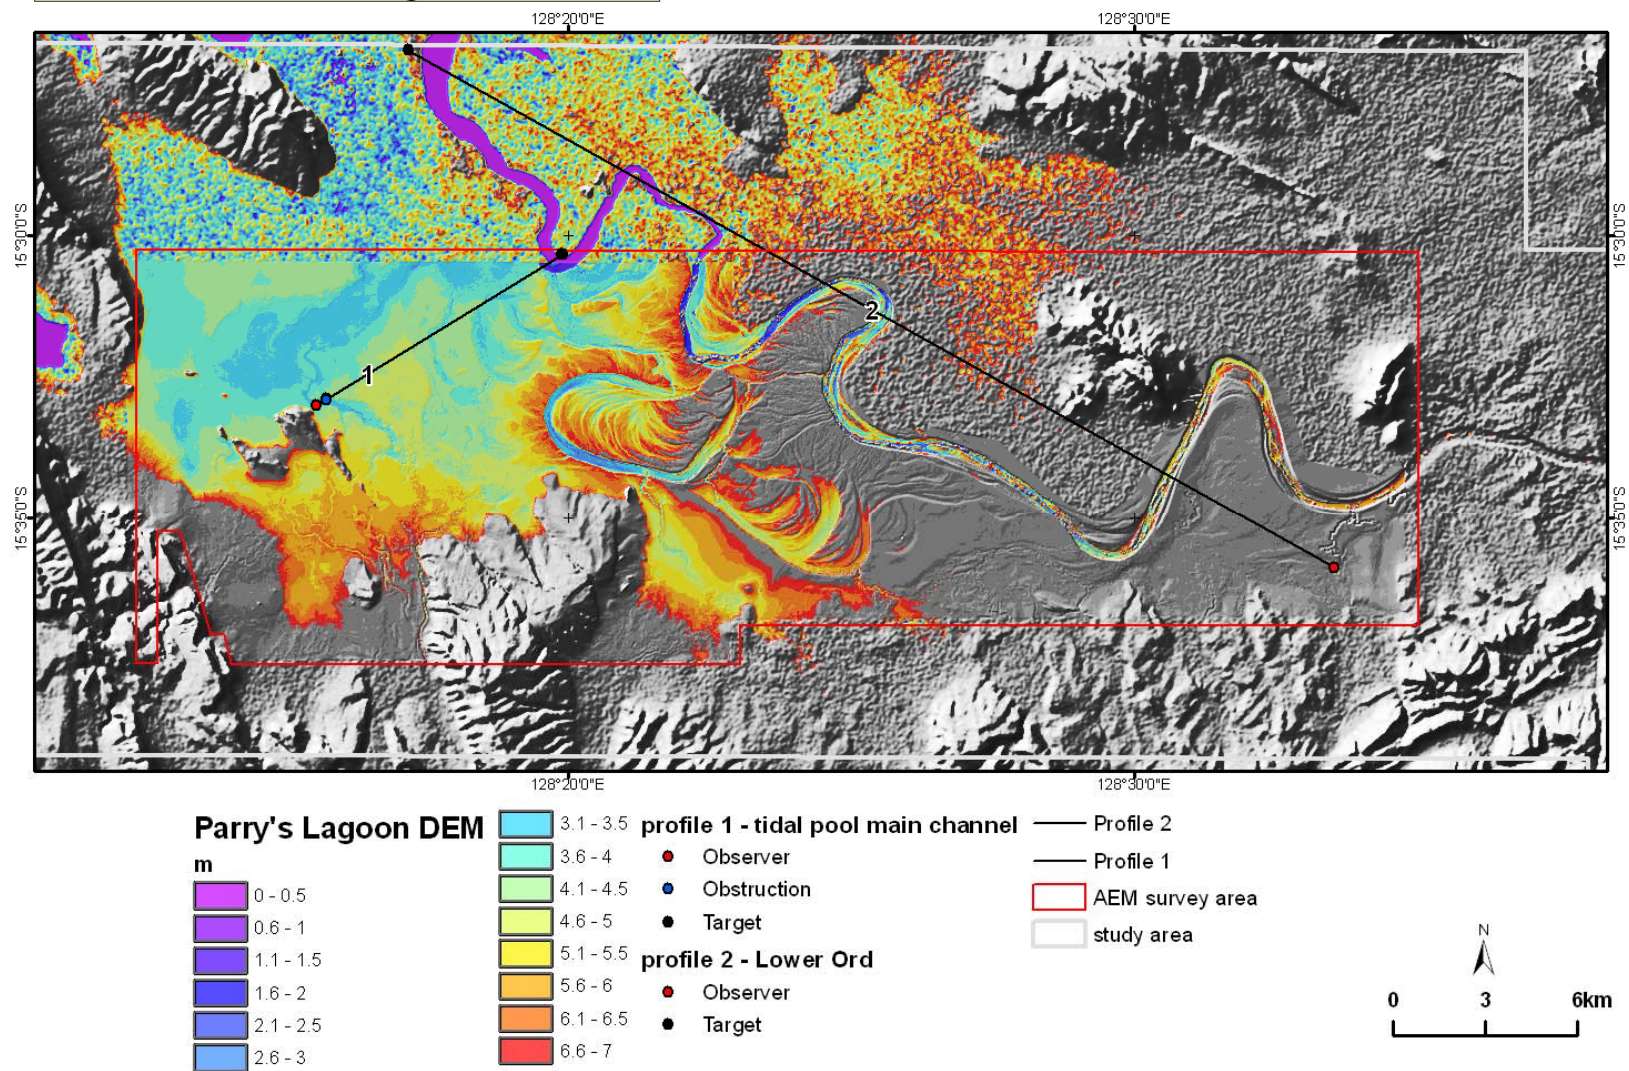 128°20'0"E 128°30'0"E
15°30'0"S 15°30'0"S
2
1
15°35'0"S 15°35'0"S
128°20'0"E 128°30'0"E
Parry's Lagoon DEM
m
0 - 0.5
0.6 - 1
1.1 - 1.5
1.6 - 2
2.1 - 2.5
2.6 - 3
3.1 - 3.5
3.6 - 4
4.1 - 4.5
4.6 - 5
5.1 - 5.5
5.6 - 6
6.1 - 6.5
6.6 - 7
profile 1 - tidal pool main channel
Observer
Obstruction
Target
profile 2 - Lower Ord
Observer
Target
Profile 2
Profile 1
AEM survey area
study area
N
0 3 6km